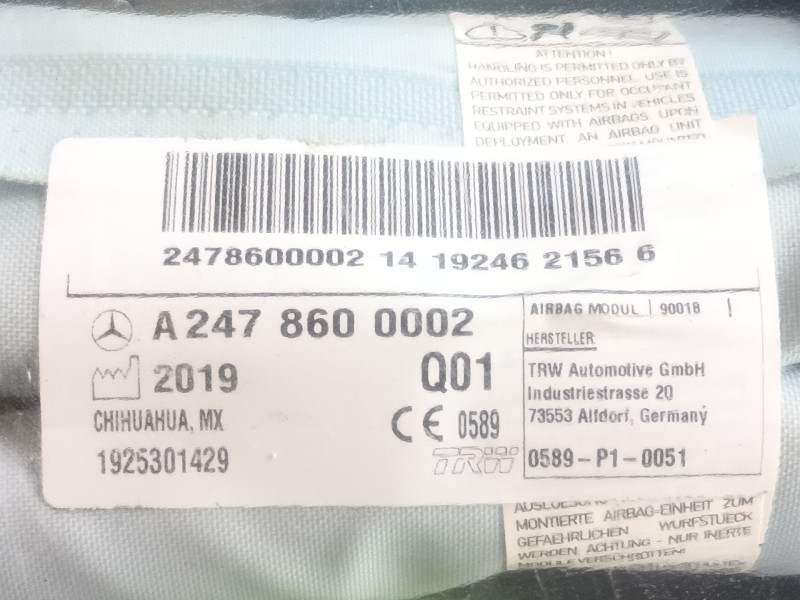 ATTENTION!
HANDLING IS PERMITTED ONLY BY
AUTHORIZED PERSONNEL. USE IS
PERMITTED ONLY FOR OCCUPANT
RESTRAINT SYSTEMS IN VEHICLES
EQUIPPED WITH AIRBAGS. UPON
DEPLOYMENT, AN AIRBAG UNIT
2478600002 14 19246 2156 6
A 247 860 0002
Q01
2019
CHIHUAHUA, MX
0589
1925301429
TRW
AIRBAG MODUL 90018 !
HERSTELLER:
TRW Automotive GmbH
Industriestrasse 20
73553 Alfdorf, Germany
0589-P1-0051
MONTIERTE AIRBAG-EINHEIT ZUM
GEFAEHRLICHEN WURFSTUECK
WERDEN. ACHTUNG - NUR INERTE
MODULE VERSCHROTTEN!